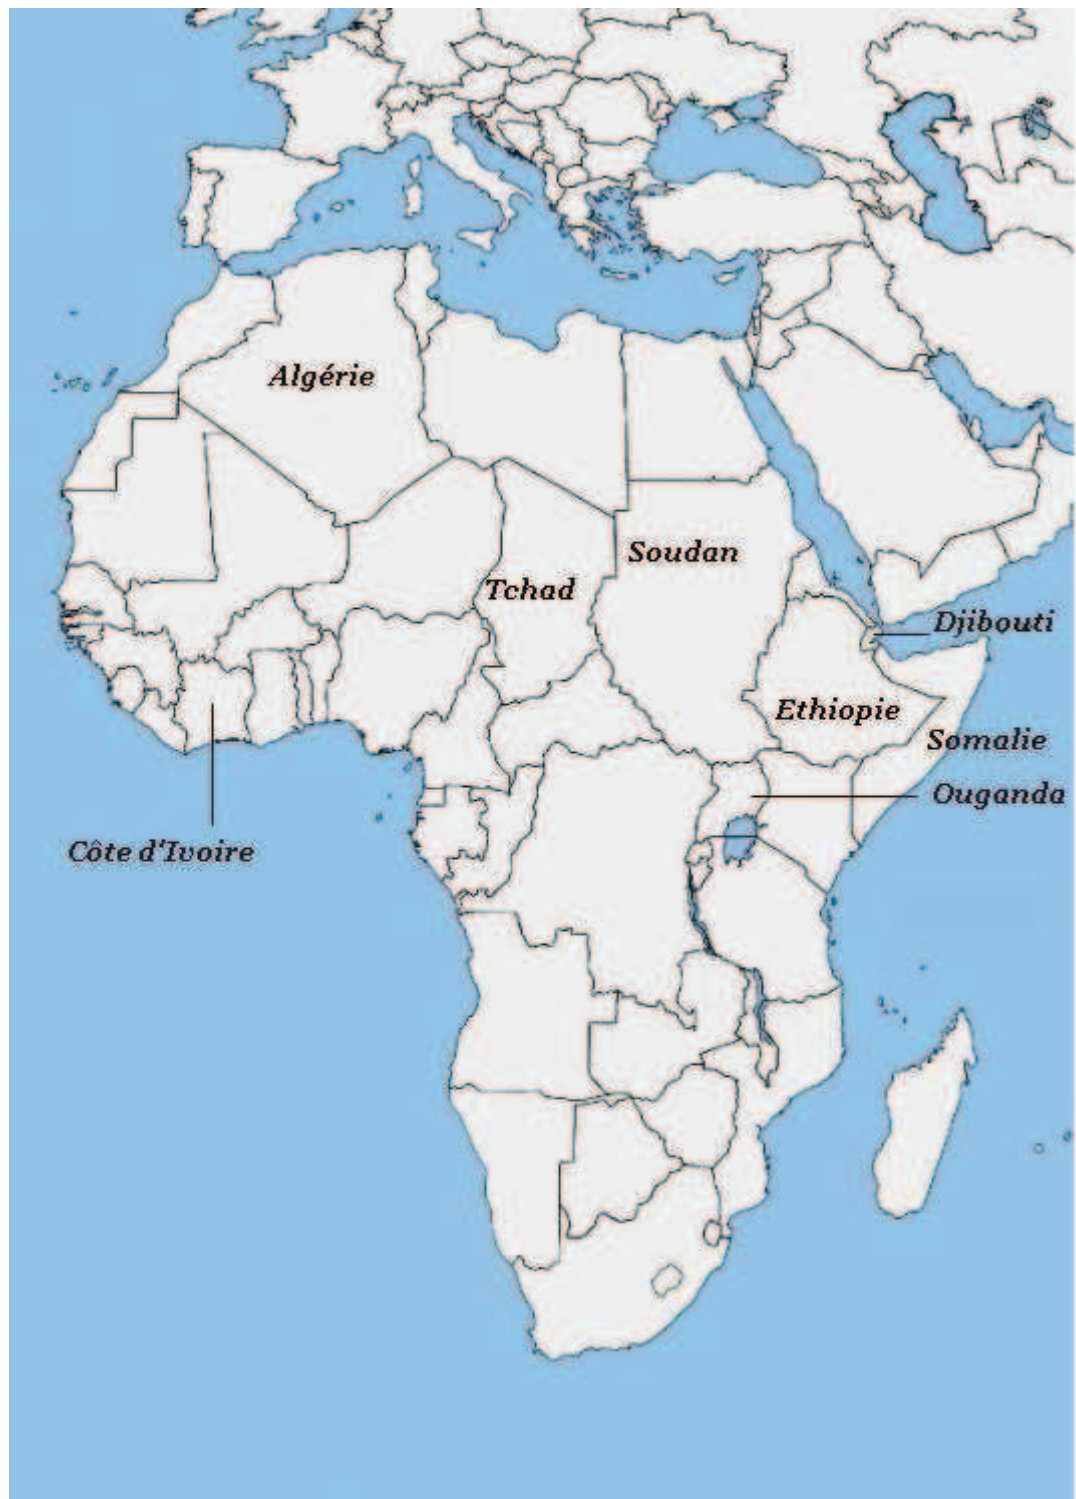 Algérie
Soudan
Tchad
Djibouti
Ethiopie
Somalie
Ouganda
Côte d'Ivoire